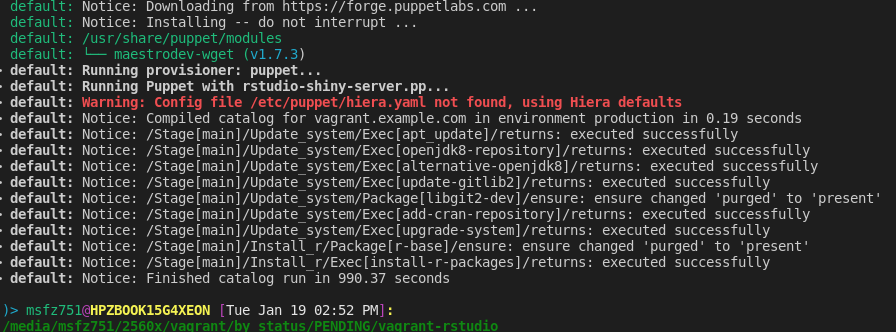 default: Notice: Downloading from https://forge.puppetlabs.com ...
default: Notice: Installing -- do not interrupt ...
default: /usr/share/puppet/modules
default: └── maestrodev-wget (v1.7.3)
default: Running provisioner: puppet...
default: Running Puppet with rstudio-shiny-server.pp...
default: Warning: Config file /etc/puppet/hiera.yaml not found, using Hiera defaults
default: Notice: Compiled catalog for vagrant.example.com in environment production in 0.19 seconds
default: Notice: /Stage[main]/Update_system/Exec[apt_update]/returns: executed successfully
default: Notice: /Stage[main]/Update_system/Exec[openjdk8-repository]/returns: executed successfully
default: Notice: /Stage[main]/Update_system/Exec[alternative-openjdk8]/returns: executed successfully
default: Notice: /Stage[main]/Update_system/Exec[update-gitlib2]/returns: executed successfully
default: Notice: /Stage[main]/Update_system/Package[libgit2-dev]/ensure: ensure changed 'purged' to 'present'
default: Notice: /Stage[main]/Update_system/Exec[add-cran-repository]/returns: executed successfully
default: Notice: /Stage[main]/Update_system/Exec[upgrade-system]/returns: executed successfully
default: Notice: /Stage[main]/Install_r/Package[r-base]/ensure: ensure changed 'purged' to 'present'
default: Notice: /Stage[main]/Install_r/Exec[install-r-packages]/returns: executed successfully
default: Notice: Finished catalog run in 990.37 seconds
)> msfz751@HPZBOOK15G4XEON [Tue Jan 19 02:52 PM]:
/media/msfz751/2560x/vagrant/by_status/PENDING/vagrant-rstudio